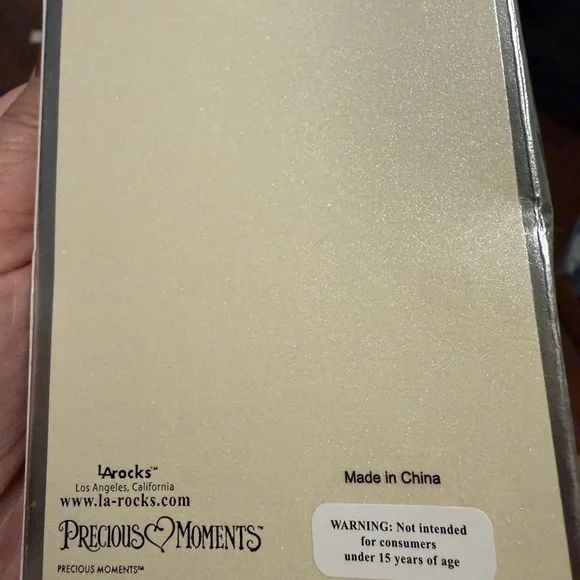 LArocks™
Los Angeles, California
www.la-rocks.com
PRECIOUS MOMENTS™
PRECIOUS MOMENTS™
Made in China
WARNING: Not intended
for consumers
under 15 years of age